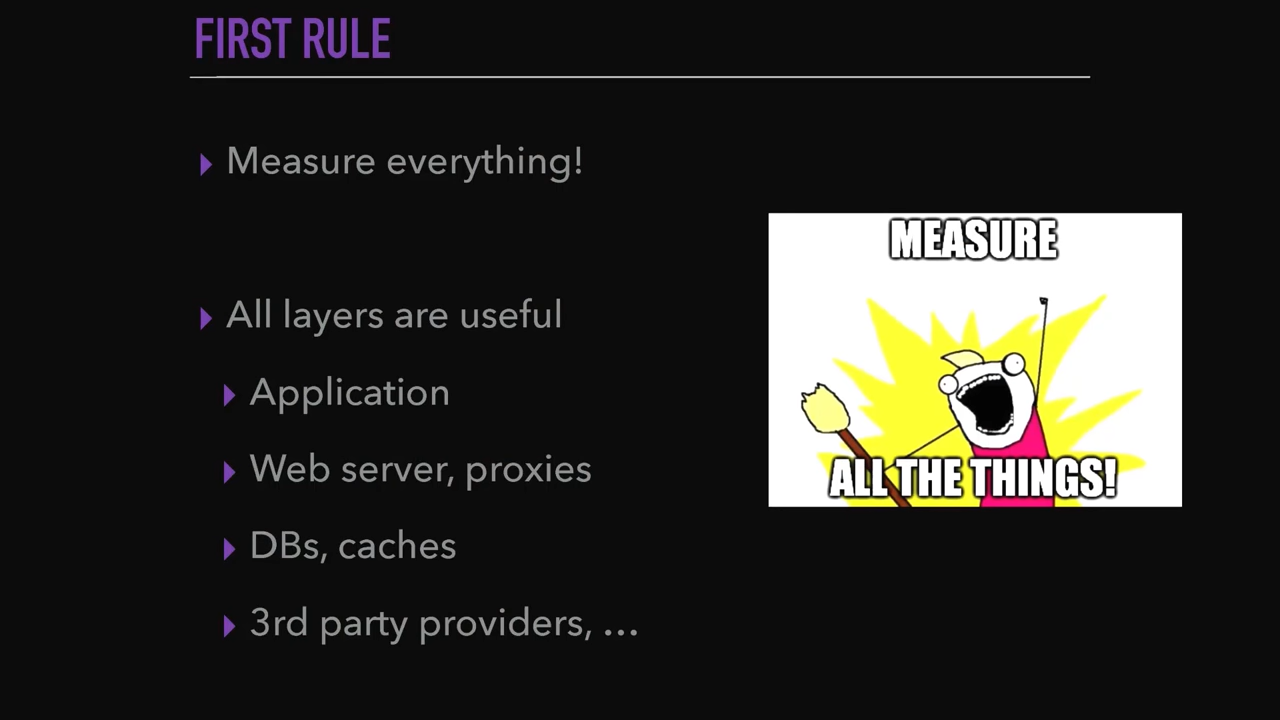 FIRST RULE
Measure everything!
All layers are useful
Application
Web server, proxies
DBs, caches
3rd party providers, …
MEASURE
ALL THE THINGS!